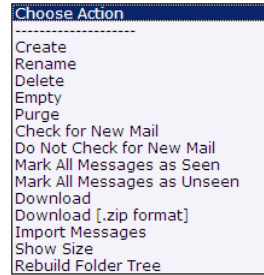 Choose Action
--------------------
Create
Rename
Delete
Empty
Purge
Check for New Mail
Do Not Check for New Mail
Mark All Messages as Seen
Mark All Messages as Unseen
Download
Download [.zip format]
Import Messages
Show Size
Rebuild Folder Tree